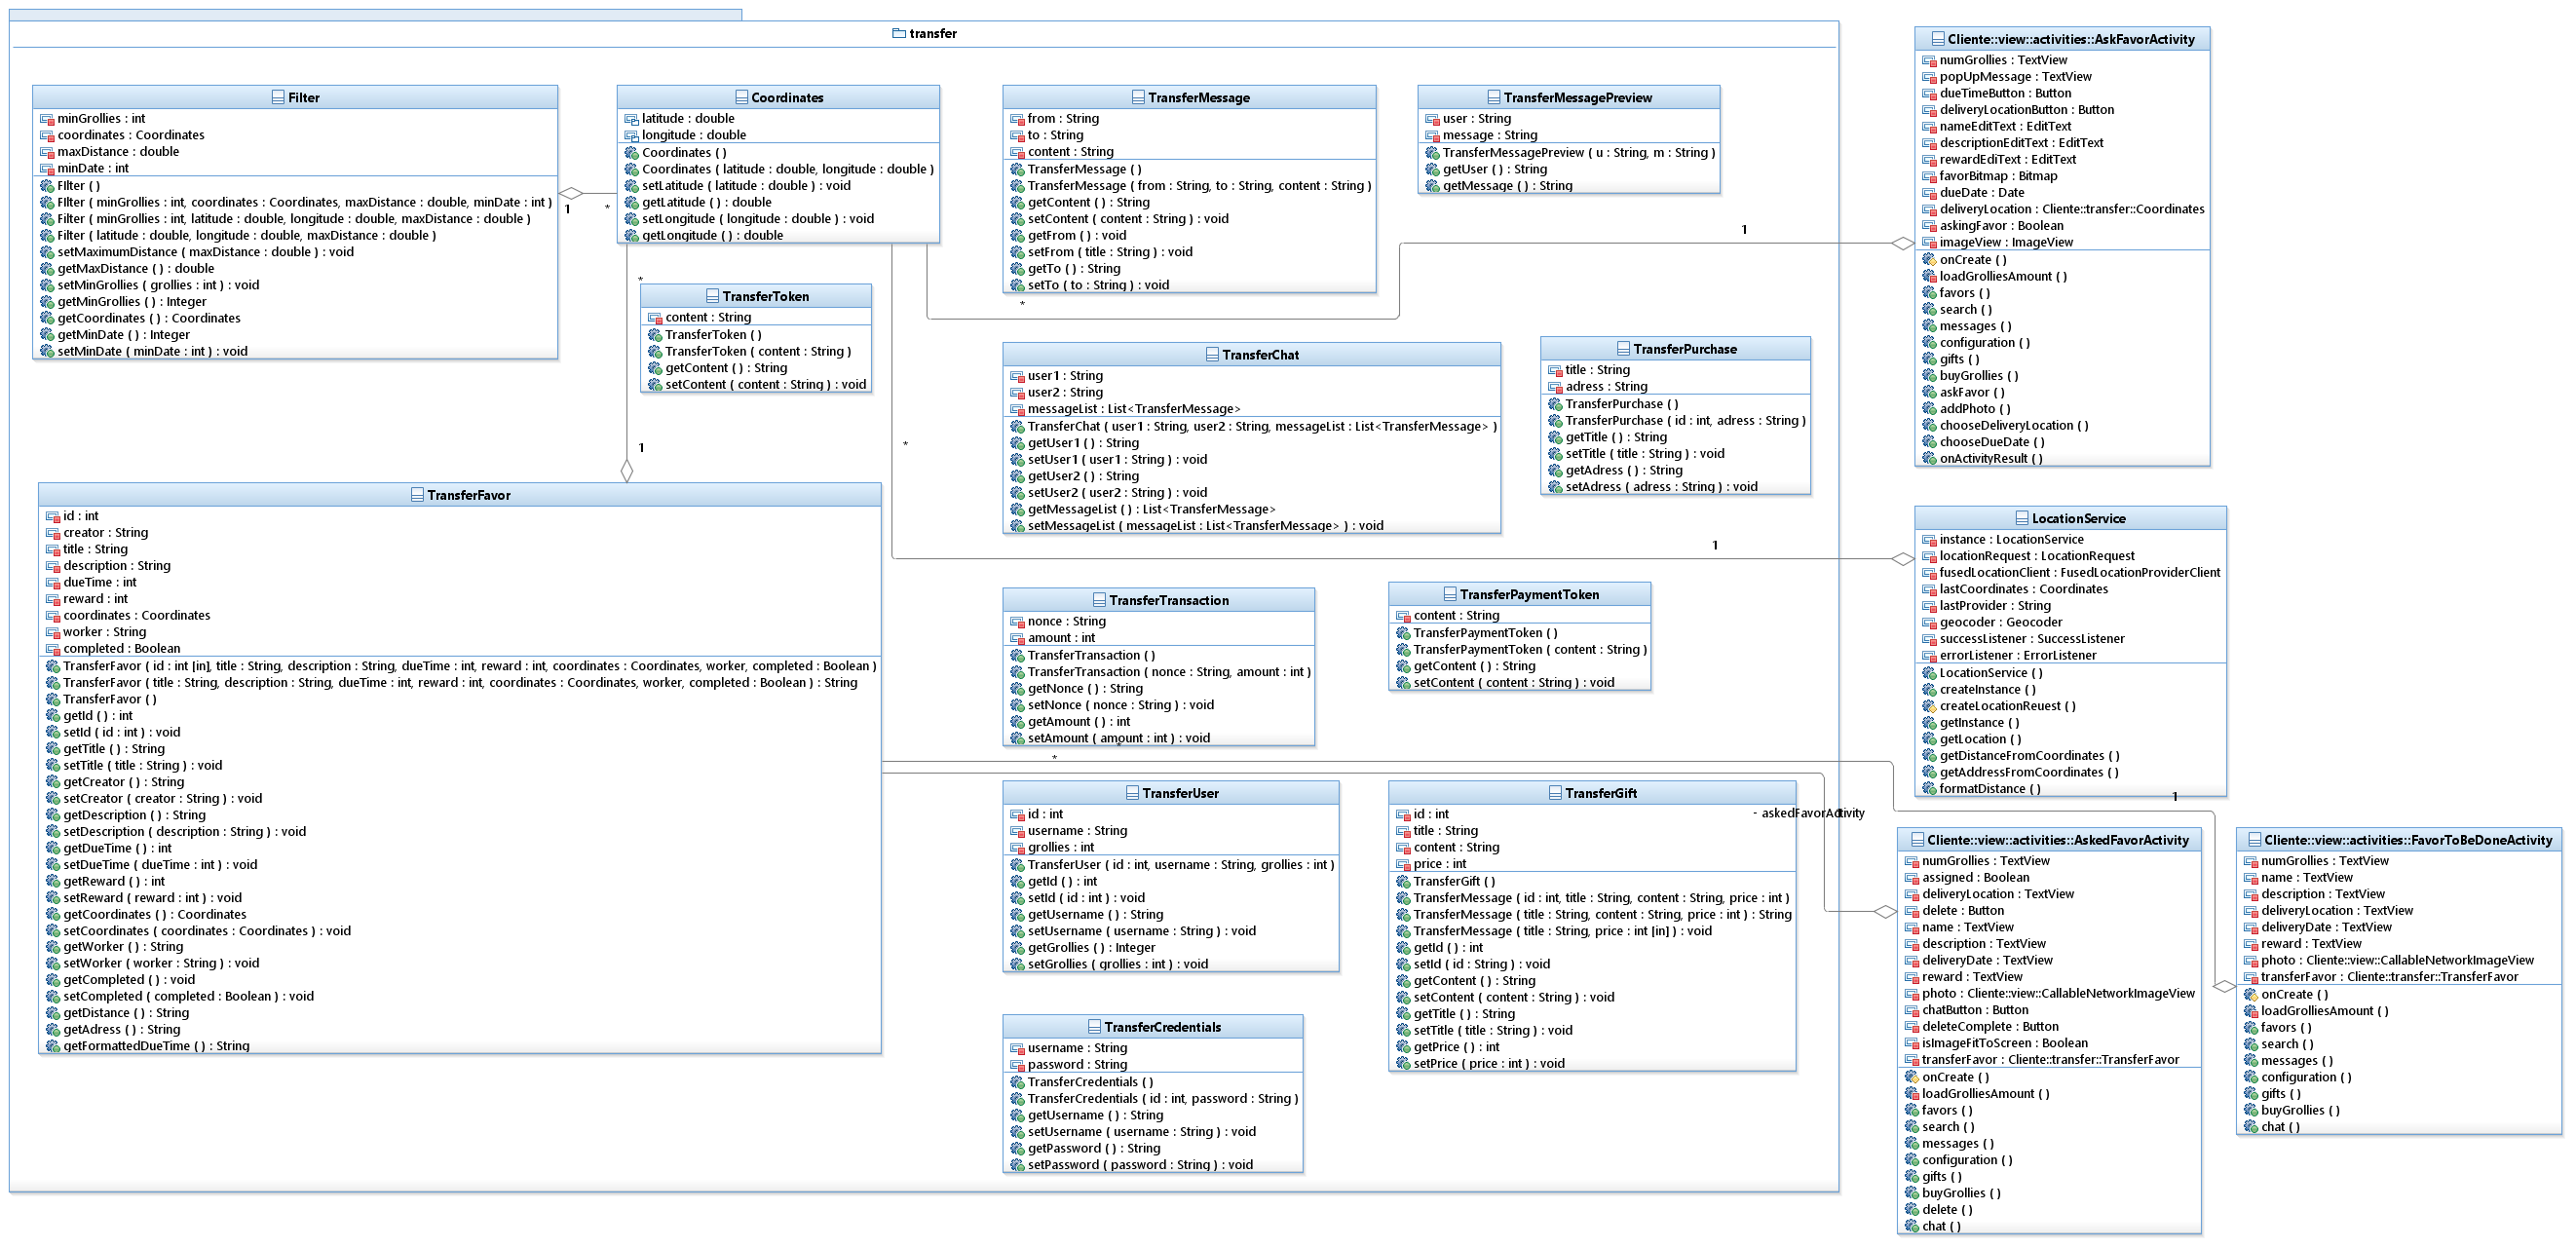 transfer
Filter
minGrollies : int
coordinates : Coordinates
maxDistance : double
minDate : int
FIlter ( )
FIlter ( minGrollies : int, coordinates : Coordinates, maxDistance : double, minDate : int )
Filter ( minGrollies : int, latitude : double, longitude : double, maxDistance : double )
Filter ( latitude : double, longitude : double, maxDistance : double )
setMaximumDistance ( maxDistance : double ) : void
getMaxDistance ( ) : double
setMinGrollies ( grollies : int ) : void
getMinGrollies ( ) : Integer
getCoordinates ( ) : Coordinates
getMinDate ( ) : Integer
setMinDate ( minDate : int ) : void
1
*
Coordinates
latitude : double
longitude : double
Coordinates ( )
Coordinates ( latitude : double, longitude : double )
setLatitude ( latitude : double ) : void
getLatitude ( ) : double
setLongitude ( longitude : double ) : void
getLongitude ( ) : double
*
TransferToken
content : String
TransferToken ( )
TransferToken ( content : String )
getContent ( ) : String
setContent ( content : String ) : void
1
*
TransferFavor
id : int
creator : String
title : String
description : String
dueTime : int
reward : int
coordinates : Coordinates
worker : String
completed : Boolean
TransferFavor ( id : int [in], title : String, description : String, dueTime : int, reward : int, coordinates : Coordinates, worker, completed : Boolean )
TransferFavor ( title : String, description : String, dueTime : int, reward : int, coordinates : Coordinates, worker, completed : Boolean ) : String
TransferFavor ( )
getId ( ) : int
setId ( id : int ) : void
getTitle ( ) : String
setTitle ( title : String ) : void
getCreator ( ) : String
setCreator ( creator : String ) : void
getDescription ( ) : String
setDescription ( description : String ) : void
getDueTime ( ) : int
setDueTime ( dueTime : int ) : void
getReward ( ) : int
setReward ( reward : int ) : void
getCoordinates ( ) : Coordinates
setCoordinates ( coordinates : Coordinates ) : void
getWorker ( ) : String
setWorker ( worker : String ) : void
getCompleted ( ) : void
setCompleted ( completed : Boolean ) : void
getDistance ( ) : String
getAdress ( ) : String
getFormattedDueTime ( ) : String
TransferMessage
from : String
to : String
content : String
TransferMessage ( )
TransferMessage ( from : String, to : String, content : String )
getContent ( ) : String
setContent ( content : String ) : void
getFrom ( ) : void
setFrom ( title : String ) : void
getTo ( ) : String
setTo ( to : String ) : void
*
TransferMessagePreview
user : String
message : String
TransferMessagePreview ( u : String, m : String )
getUser ( ) : String
getMessage ( ) : String
1
TransferChat
user1 : String
user2 : String
messageList : List<TransferMessage>
TransferChat ( user1 : String, user2 : String, messageList : List<TransferMessage> )
getUser1 ( ) : String
setUser1 ( user1 : String ) : void
getUser2 ( ) : String
setUser2 ( user2 : String ) : void
getMessageList ( ) : List<TransferMessage>
setMessageList ( messageList : List<TransferMessage> ) : void
TransferPurchase
title : String
adress : String
TransferPurchase ( )
TransferPurchase ( id : int, adress : String )
getTitle ( ) : String
setTitle ( title : String ) : void
getAdress ( ) : String
setAdress ( adress : String ) : void
1
TransferTransaction
nonce : String
amount : int
TransferTransaction ( )
TransferTransaction ( nonce : String, amount : int )
getNonce ( ) : String
setNonce ( nonce : String ) : void
getAmount ( ) : int
setAmount ( amount : int ) : void
*
*
TransferPaymentToken
content : String
TransferPaymentToken ( )
TransferPaymentToken ( content : String )
getContent ( ) : String
setContent ( content : String ) : void
TransferUser
id : int
username : String
grollies : int
TransferUser ( id : int, username : String, grollies : int )
getId ( ) : int
setId ( id : int ) : void
getUsername ( ) : String
setUsername ( username : String ) : void
getGrollies ( ) : Integer
setGrollies ( grollies : int ) : void
TransferGift
id : int
title : String
content : String
price : int
TransferGift ( )
TransferMessage ( id : int, title : String, content : String, price : int )
TransferMessage ( title : String, content : String, price : int ) : String
TransferMessage ( title : String, price : int [in] ) : void
getId ( ) : int
setId ( id : String ) : void
getContent ( ) : String
setContent ( content : String ) : void
getTitle ( ) : String
setTitle ( title : String ) : void
getPrice ( ) : int
setPrice ( price : int ) : void
- askedFavorActivity
TransferCredentials
username : String
password : String
TransferCredentials ( )
TransferCredentials ( id : int, password : String )
getUsername ( ) : String
setUsername ( username : String ) : void
getPassword ( ) : String
setPassword ( password : String ) : void
Cliente::view::activities::AskFavorActivity
numGrollies : TextView
popUpMessage : TextView
dueTimeButton : Button
deliveryLocationButton : Button
nameEditText : EditText
descriptionEditText : EditText
rewardEdiText : EditText
favorBitmap : Bitmap
dueDate : Date
deliveryLocation : Cliente::transfer::Coordinates
askingFavor : Boolean
imageView : ImageView
onCreate ( )
loadGrolliesAmount ( )
favors ( )
search ( )
messages ( )
configuration ( )
gifts ( )
buyGrollies ( )
askFavor ( )
addPhoto ( )
chooseDeliveryLocation ( )
chooseDueDate ( )
onActivityResult ( )
LocationService
instance : LocationService
locationRequest : LocationRequest
fusedLocationClient : FusedLocationProviderClient
lastCoordinates : Coordinates
lastProvider : String
geocoder : Geocoder
successListener : SuccessListener
errorListener : ErrorListener
LocationService ( )
createInstance ( )
createLocationReuest ( )
getInstance ( )
getLocation ( )
getDistanceFromCoordinates ( )
getAddressFromCoordinates ( )
formatDistance ( )
1
Cliente::view::activities::AskedFavorActivity
numGrollies : TextView
assigned : Boolean
deliveryLocation : TextView
delete : Button
name : TextView
description : TextView
deliveryDate : TextView
reward : TextView
photo : Cliente::view::CallableNetworkImageView
chatButton : Button
deleteComplete : Button
isImageFitToScreen : Boolean
transferFavor : Cliente::transfer::TransferFavor
onCreate ( )
loadGrolliesAmount ( )
favors ( )
search ( )
messages ( )
configuration ( )
gifts ( )
buyGrollies ( )
delete ( )
chat ( )
Cliente::view::activities::FavorToBeDoneActivity
numGrollies : TextView
name : TextView
description : TextView
deliveryLocation : TextView
deliveryDate : TextView
reward : TextView
photo : Cliente::view::CallableNetworkImageView
transferFavor : Cliente::transfer::TransferFavor
onCreate ( )
loadGrolliesAmount ( )
favors ( )
search ( )
messages ( )
configuration ( )
gifts ( )
buyGrollies ( )
chat ( )